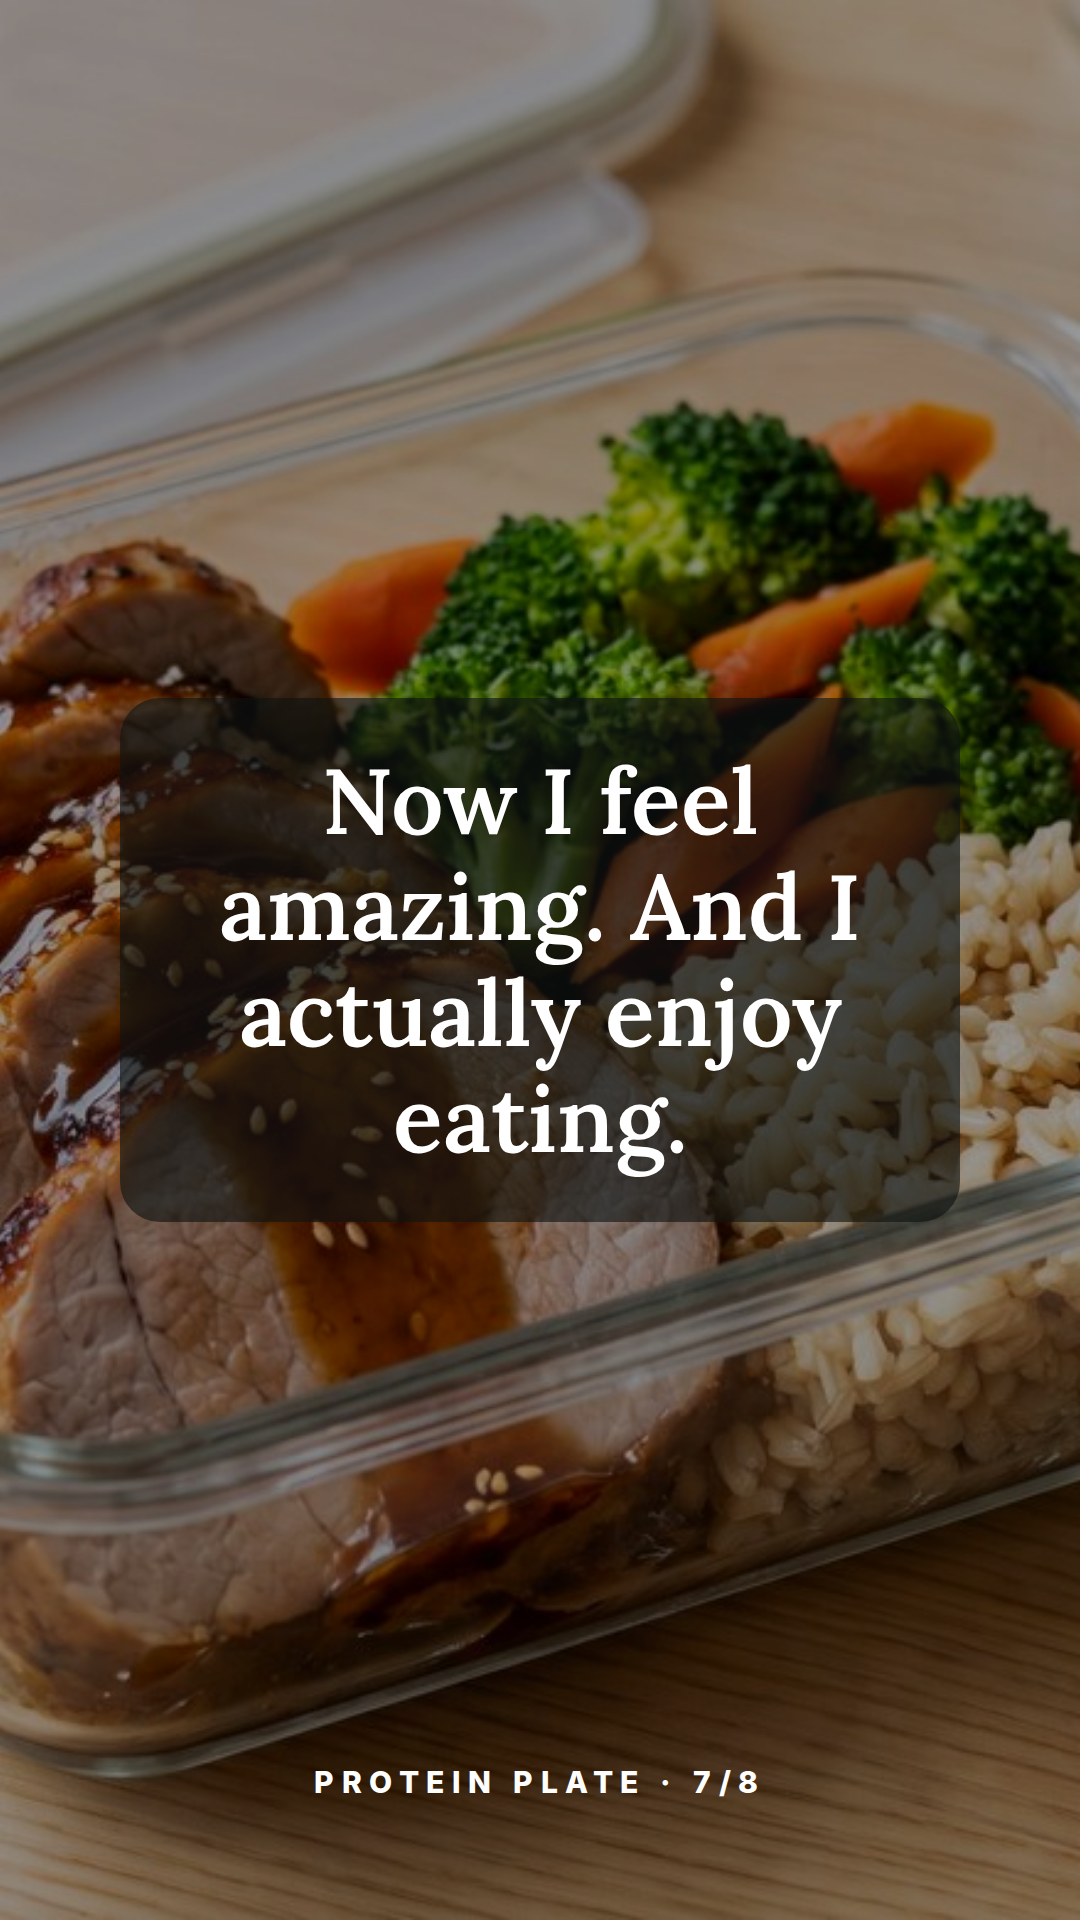 Now I feel
amazing. And I
actually enjoy
eating.
PROTEIN PLATE · 7/8